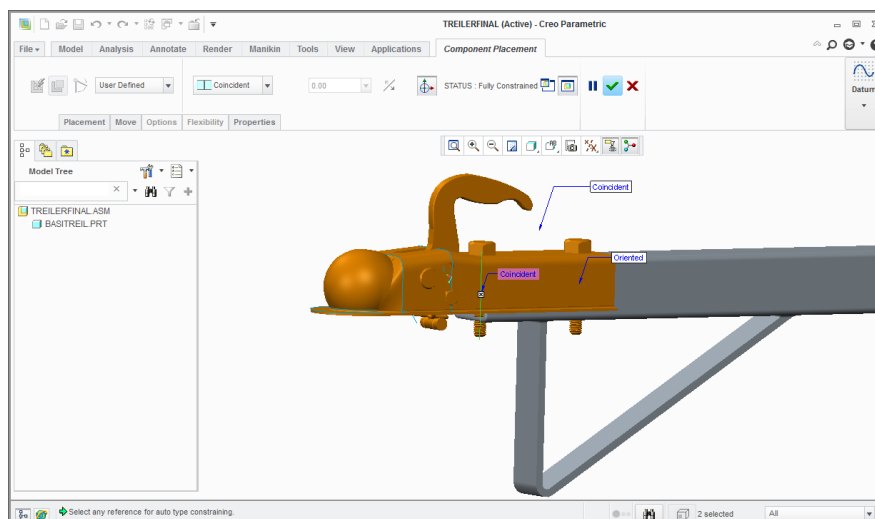 TREILERFINAL (Active) - Creo Parametric
File Model Analysis Annotate Render Manikin Tools View Applications Component Placement
User Defined Coincident 0.00 STATUS : Fully Constrained
Datum
Placement Move Options Flexibility Properties
Model Tree
TREILERFINAL.ASM
BASITREIL.PRT
Coincident
Oriented
Coincident
Select any reference for auto type constraining.
2 selected All